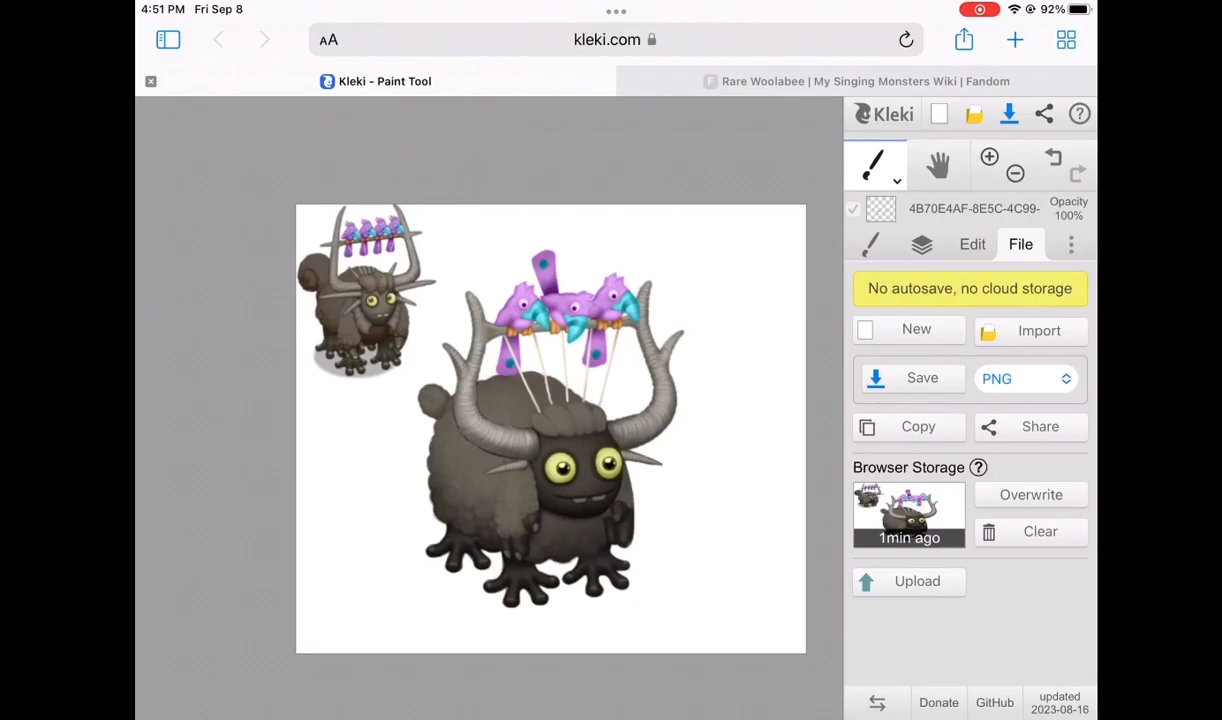 4:51 PM Fri Sep 8
92%
AA
kleki.com
Kleki - Paint Tool
Rare Woolabee | My Singing Monsters Wiki | Fandom
Kleki
4B70E4AF-8E5C-4C99-
Opacity
100%
Edit
File
No autosave, no cloud storage
New
Import
Save
PNG
Copy
Share
Browser Storage
1min ago
Overwrite
Clear
Upload
Donate
GitHub
updated
2023-08-16